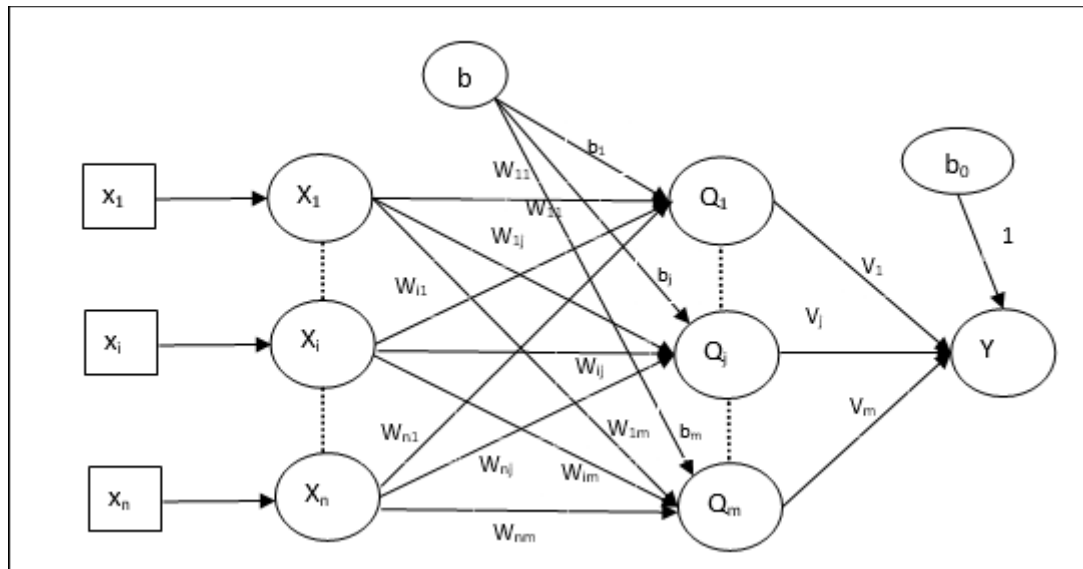 b
b₁
b₀
x₁
X₁
W₁₁
W₁₁
Q₁
1
W₁ⱼ
bⱼ
V₁
Wᵢ₁
xᵢ
Xᵢ
Wᵢⱼ
Qⱼ
Vⱼ
Y
Wₙ₁
W₁ₘ
bₘ
Vₘ
Wₙⱼ
Wᵢₘ
xₙ
Xₙ
Wₙₘ
Qₘ